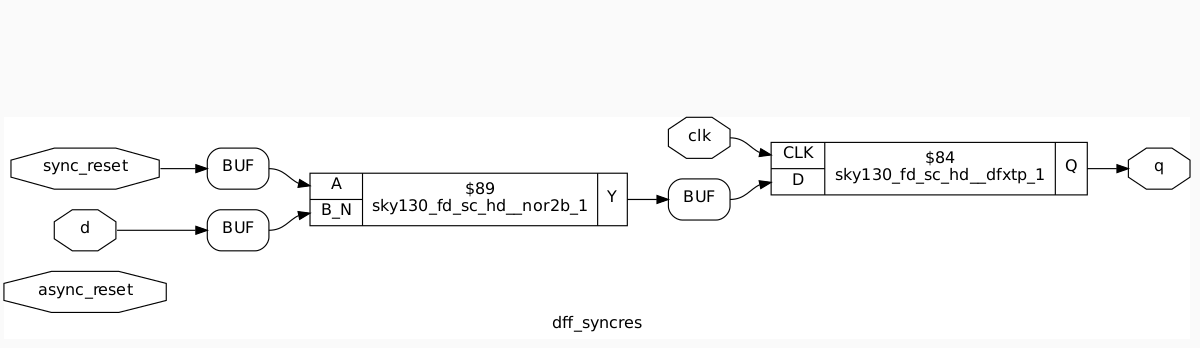 clk
sync_reset
BUF
CLK
D
$84
sky130_fd_sc_hd__dfxtp_1
Q
q
A
B_N
$89
sky130_fd_sc_hd__nor2b_1
Y
BUF
d
BUF
async_reset
dff_syncres